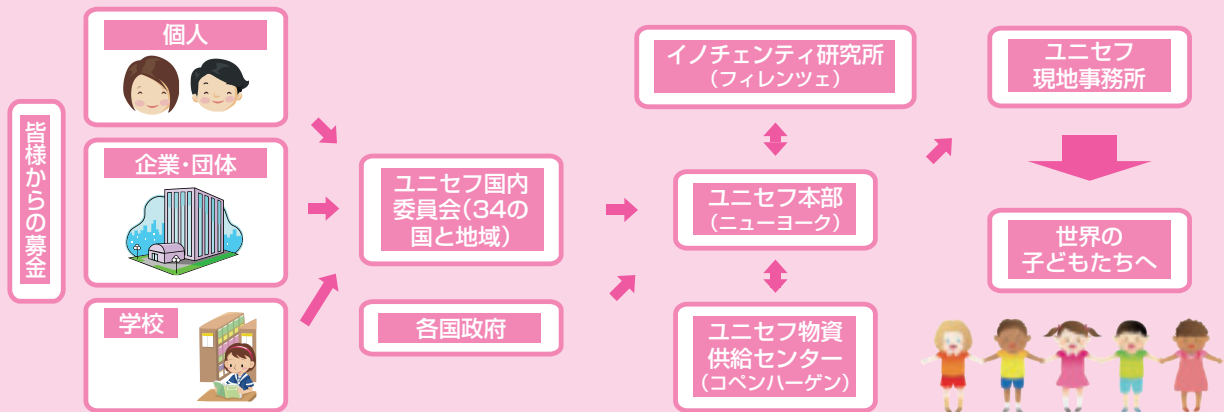 皆様からの募金
個人
企業・団体
学校
ユニセフ国内
委員会(34の
国と地域)
各国政府
イノチェンティ研究所
(フィレンツェ)
ユニセフ本部
(ニューヨーク)
ユニセフ物資
供給センター
(コペンハーゲン)
ユニセフ
現地事務所
世界の
子どもたちへ